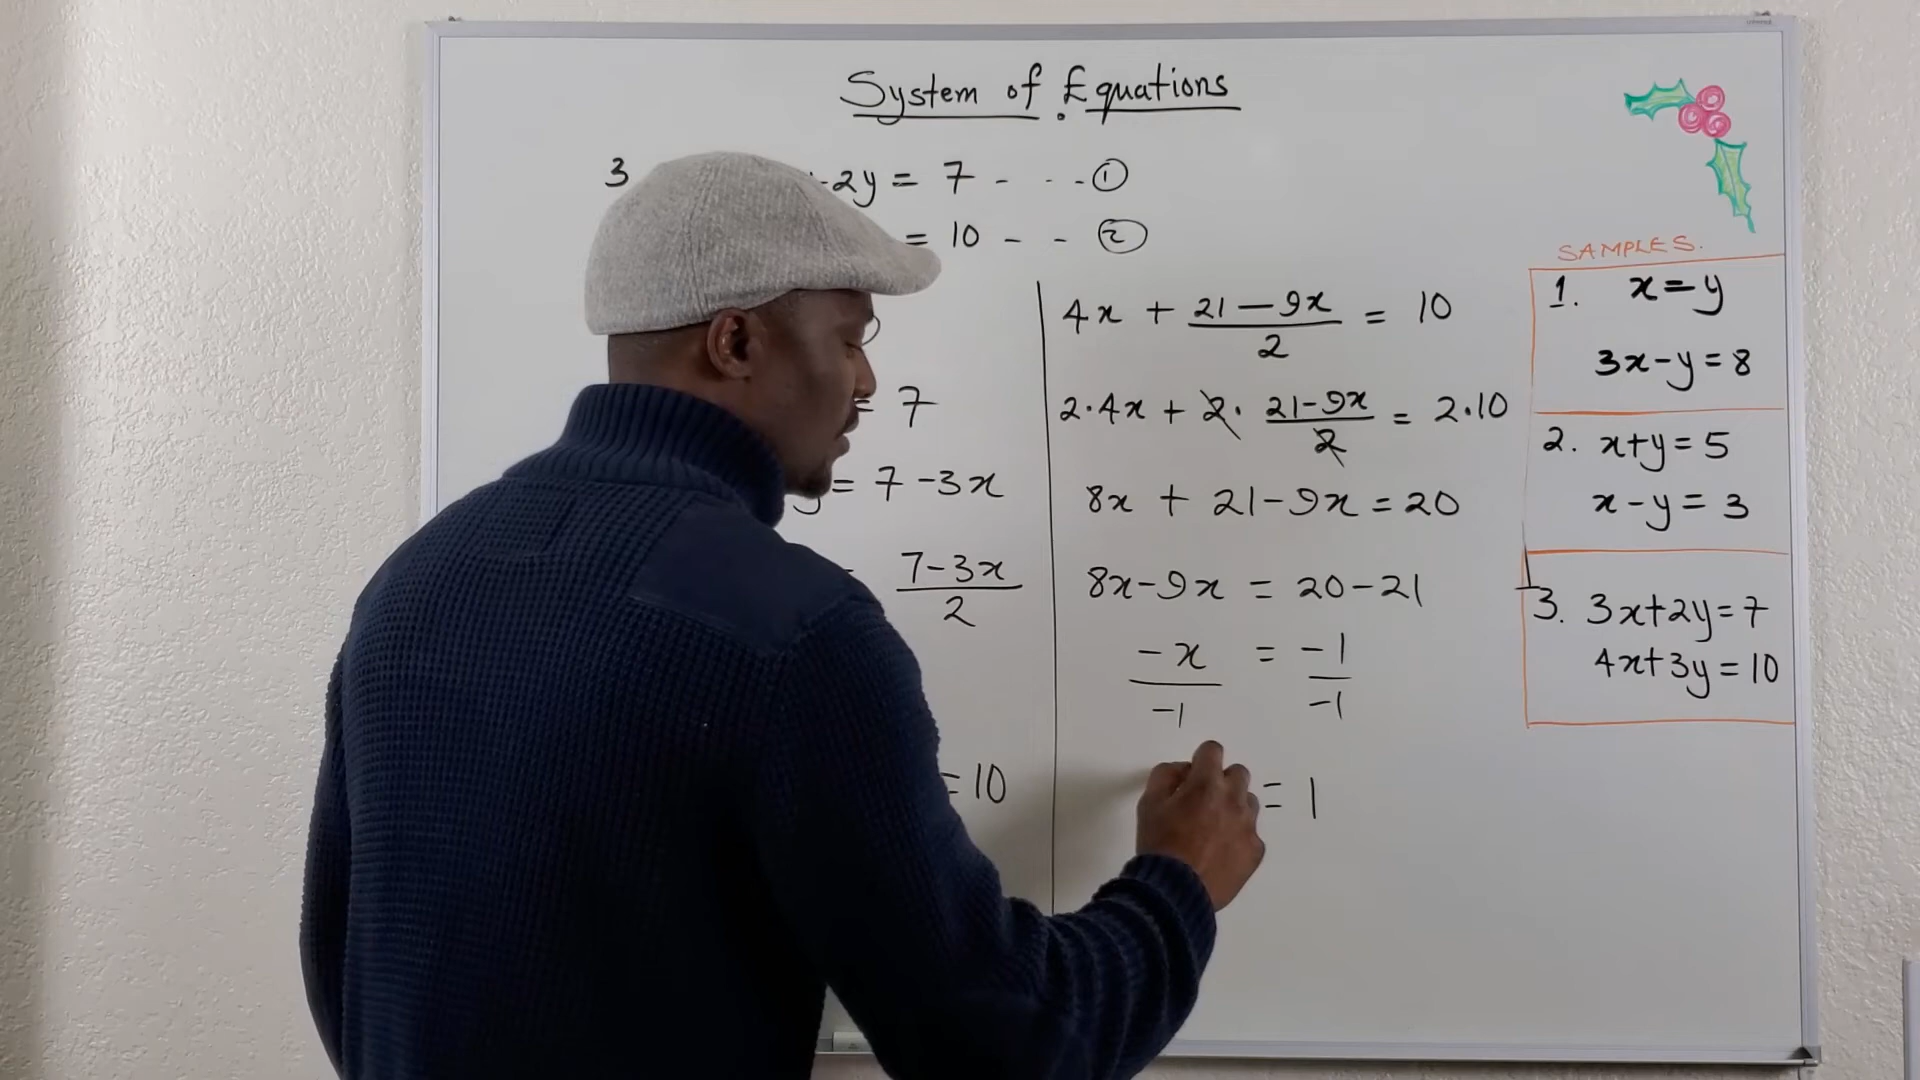 System of Equations
3
-2y = 7 - - - ①
= 10 - - ②
= 7
y = 7 - 3x
7 - 3x
2
= 10
4x + 21 — 9x = 10
2
2·4x + 2· 21-9x = 2·10
2
8x + 21-9x = 20
8x-9x = 20-21
-x = -1
-1 -1
= 1
SAMPLES.
1. x=y
3x-y=8
2. x+y=5
x-y=3
3. 3x+2y=7
4x+3y=10